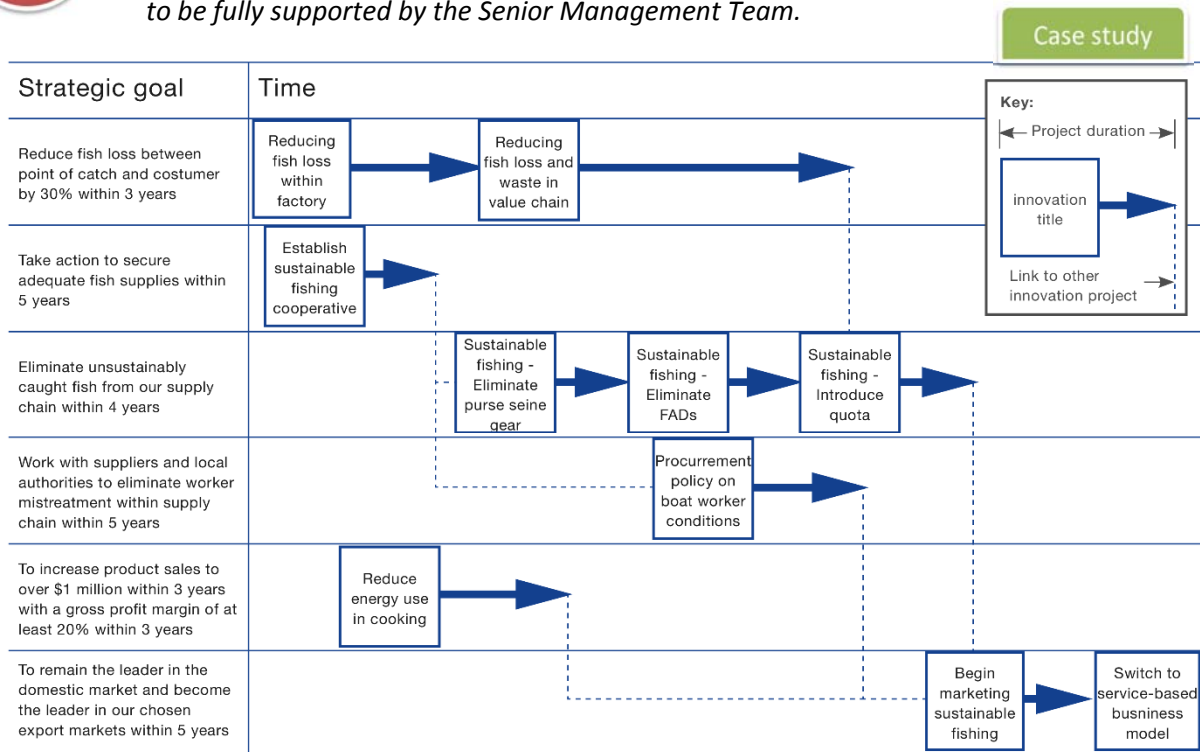 to be fully supported by the Senior Management Team.
Case study
Strategic goal
Time
Key:
Project duration
innovation
title
Link to other
innovation project
Reduce fish loss between
point of catch and costumer
by 30% within 3 years
Reducing
fish loss
within
factory
Reducing
fish loss and
waste in
value chain
Take action to secure
adequate fish supplies within
5 years
Establish
sustainable
fishing
cooperative
Eliminate unsustainably
caught fish from our supply
chain within 4 years
Sustainable
fishing -
Eliminate
purse seine
gear
Sustainable
fishing -
Eliminate
FADs
Sustainable
fishing -
Introduce
quota
Work with suppliers and local
authorities to eliminate worker
mistreatment within supply
chain within 5 years
Procurrement
policy on
boat worker
conditions
To increase product sales to
over $1 million within 3 years
with a gross profit margin of at
least 20% within 3 years
Reduce
energy use
in cooking
To remain the leader in the
domestic market and become
the leader in our chosen
export markets within 5 years
Begin
marketing
sustainable
fishing
Switch to
service-based
busniness
model